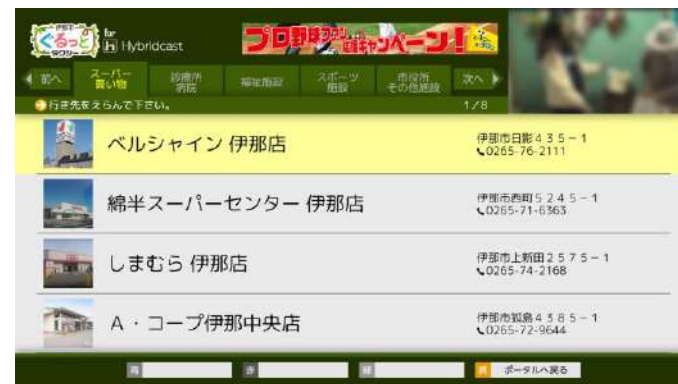 ぐるっと
タクシー
for
Hybridcast
プロ野球ファン キャンペーン!
前へ
スーパー
買い物
診療所
病院
福祉施設
スポーツ
施設
市役所
その他施設
次へ
行き先をえらんで下さい。
1/8
ベルシャイン 伊那店
伊那市日影435-1
0265-76-2111
綿半スーパーセンター 伊那店
伊那市西町5245-1
0265-71-6363
しまむら 伊那店
伊那市上新田2575-1
0265-74-2168
A・コープ伊那中央店
伊那市狐島4385-1
0265-72-9644
青
赤
緑
黄
ポータルへ戻る